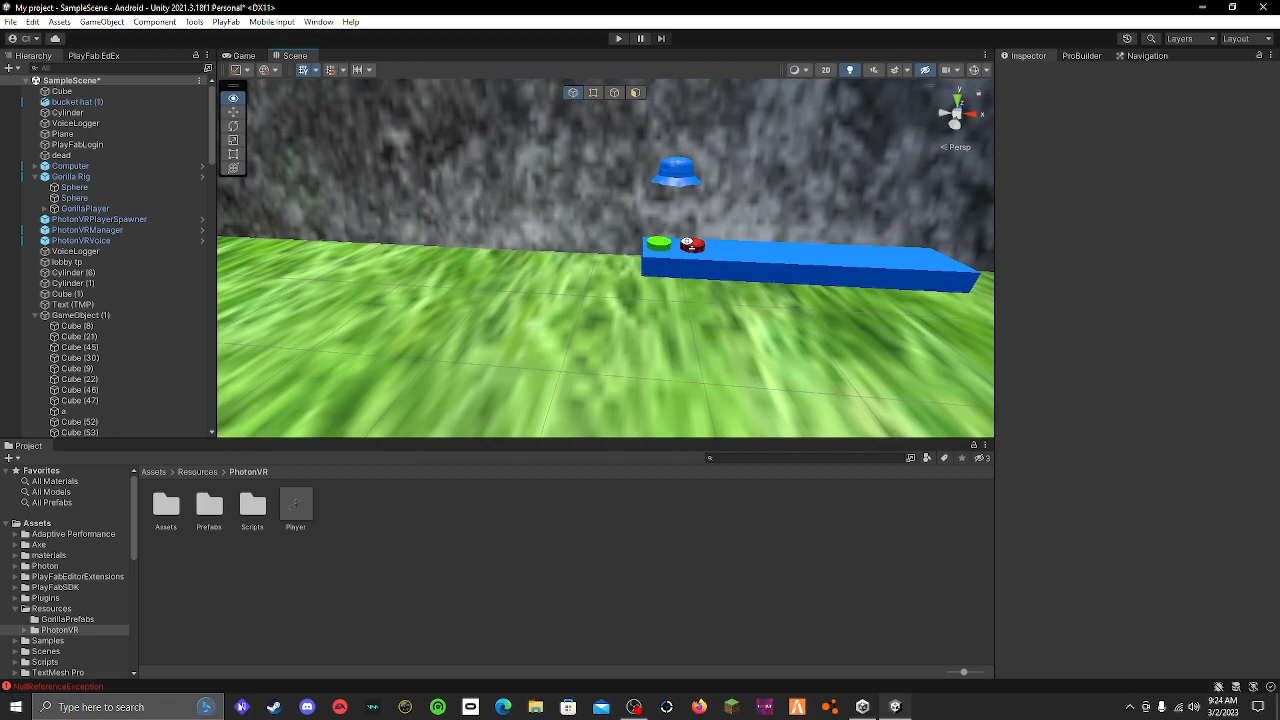 My project - SampleScene - Android - Unity 2021.3.18f1 Personal* <DX11>
File Edit Assets GameObject Component Tools PlayFab Mobile Input Window Help
CI Layers Layout
Hierarchy PlayFab EdEx Game Scene Inspector ProBuilder Navigation
All 2D
SampleScene*
Cube
bucket hat (1)
Cylinder
VoiceLogger
Plane
PlayFabLogin
dead
Computer
Gorilla Rig
Sphere
Sphere
GorillaPlayer
PhotonVRPlayerSpawner
PhotonVRManager
PhotonVRVoice
VoiceLogger
lobby tp
Cylinder (6)
Cylinder (1)
Cube (1)
Text (TMP)
GameObject (1)
Cube (8)
Cube (21)
Cube (45)
Cube (30)
Cube (9)
Cube (22)
Cube (46)
Cube (47)
a
Cube (52)
Cube (53)
y
z
x
Persp
Project
3
Favorites
All Materials
All Models
All Prefabs
Assets
Adaptive Performance
Axe
materials
Photon
PlayFabEditorExtensions
PlayFabSDK
Plugins
Resources
GorillaPrefabs
PhotonVR
Samples
Scenes
Scripts
TextMesh Pro
Assets Resources PhotonVR
Assets Prefabs Scripts Player
NullReferenceException
Type here to search
9:24 AM
3/2/2023